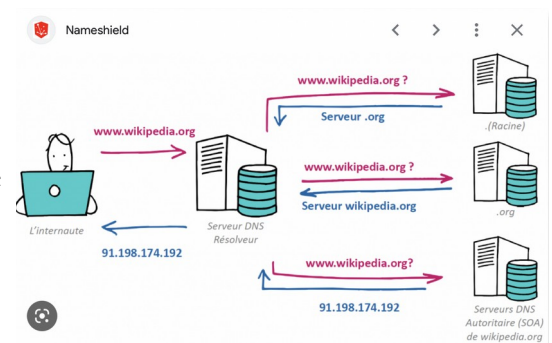 Nameshield
www.wikipedia.org ?
Serveur .org
.(Racine)
www.wikipedia.org
www.wikipedia.org ?
Serveur wikipedia.org
.org
L'internaute
Serveur DNS
Résolveur
91.198.174.192
www.wikipedia.org?
91.198.174.192
Serveurs DNS
Autoritaire (SOA)
de wikipedia.org